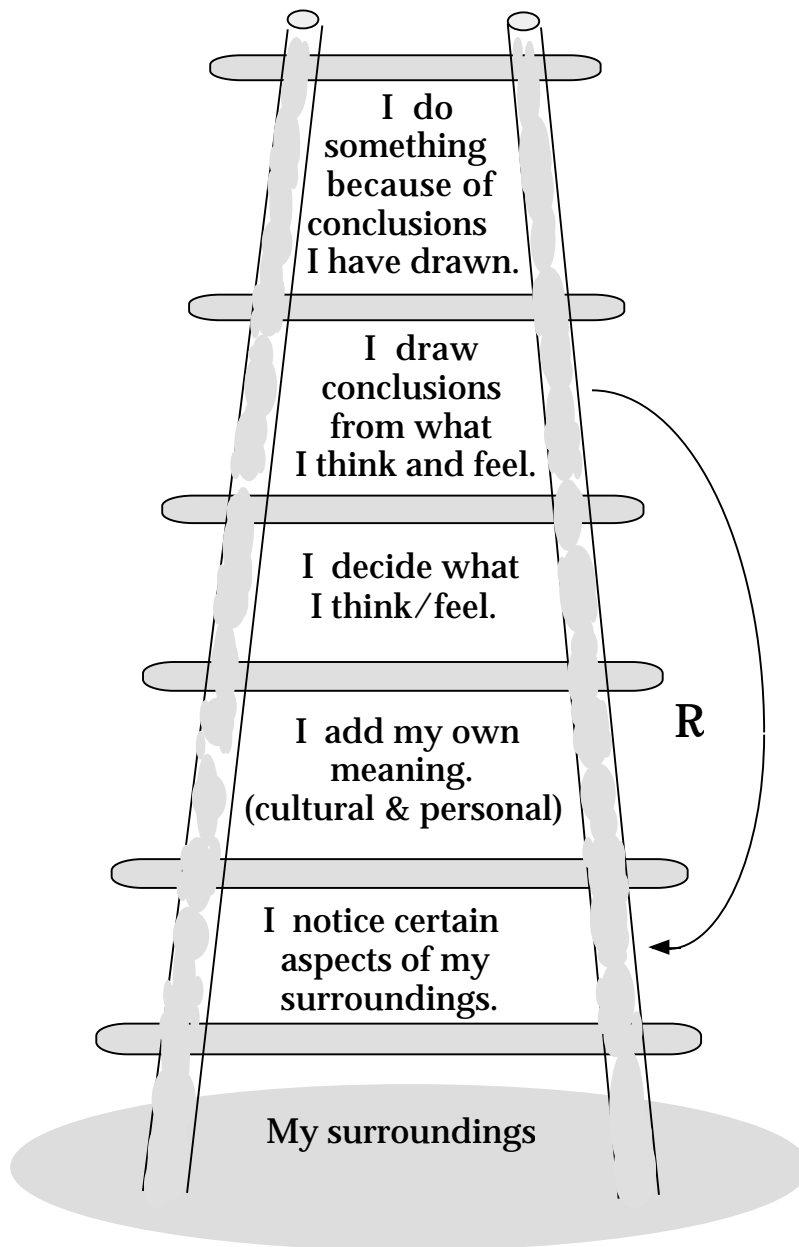 I do
something
because of
conclusions
I have drawn.
I draw
conclusions
from what
I think and feel.
I decide what
I think/feel.
R
I add my own
meaning.
(cultural & personal)
I notice certain
aspects of my
surroundings.
My surroundings